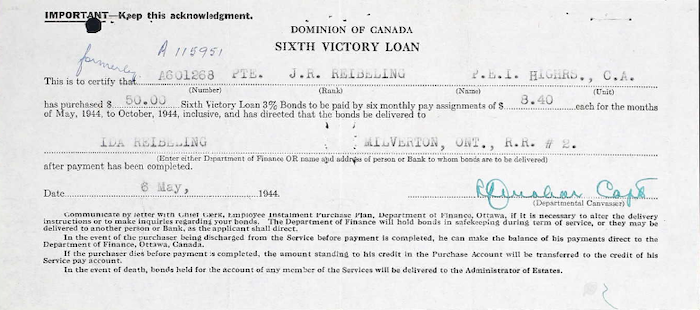 IMPORTANT—Keep this acknowledgment.
DOMINION OF CANADA
SIXTH VICTORY LOAN
formerly A 115951
This is to certify that A601268 PTE. J.R. REIBELING P.E.I HIGHRS., C.A.
(Number) (Rank) (Name) (Unit)
has purchased $ 50.00 Sixth Victory Loan 3% Bonds to be paid by six monthly pay assignments of $ 8.40 each for the months
of May, 1944, to October, 1944, inclusive, and has directed that the bonds be delivered to
IDA REIBELING MILVERTON, ONT., R.R. # 2.
(Enter either Department of Finance OR name and address of person or Bank to whom bonds are to be delivered)
after payment has been completed.
Date 6 May, 1944. Capt
(Departmental Canvasser)
Communicate by letter with Chief Clerk, Employee Instalment Purchase Plan, Department of Finance, Ottawa, if it is necessary to alter the delivery
instructions or to make inquiries regarding your bonds. The Department of Finance will hold bonds in safekeeping during term of service, or they may be
delivered to another person or Bank, as the applicant shall direct.
In the event of the purchaser being discharged from the Service before payment is completed, he can make the balance of his payments direct to the
Department of Finance, Ottawa, Canada.
If the purchaser dies before payment is completed, the amount standing to his credit in the Purchase Account will be transferred to the credit of his
Service pay account.
In the event of death, bonds held for the account of any member of the Services will be delivered to the Administrator of Estates.